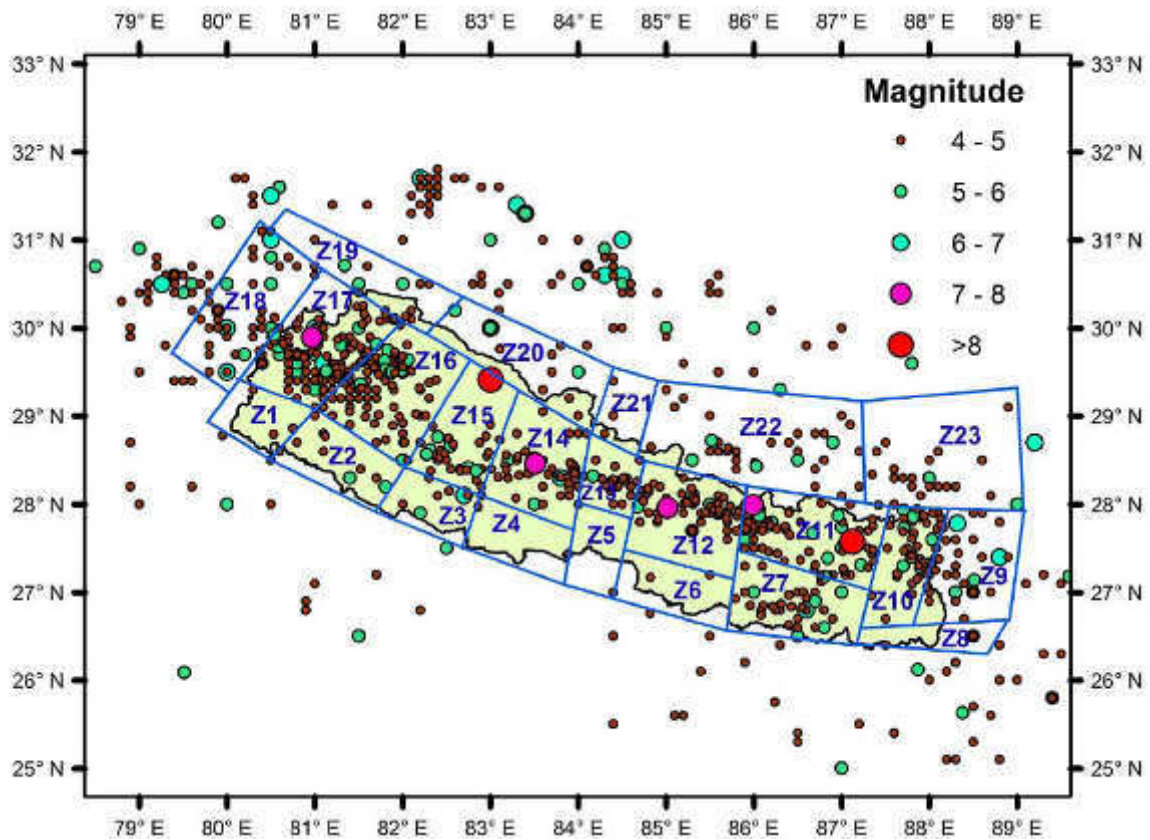 79° E 80° E 81° E 82° E 83° E 84° E 85° E 86° E 87° E 88° E 89° E
33° N 33° N
Magnitude
4 - 5
32° N 32° N
5 - 6
31° N 31° N
6 - 7
Z19
7 - 8
Z18 Z17
30° N 30° N
>8
Z16 Z20
Z21
29° N 29° N
Z1 Z15 Z22 Z23
Z2 Z14
28° N 28° N
Z13
Z3 Z4 Z5 Z12 Z11
Z9
27° N 27° N
Z6 Z7 Z10
Z8
26° N 26° N
25° N 25° N
79° E 80° E 81° E 82° E 83° E 84° E 85° E 86° E 87° E 88° E 89° E